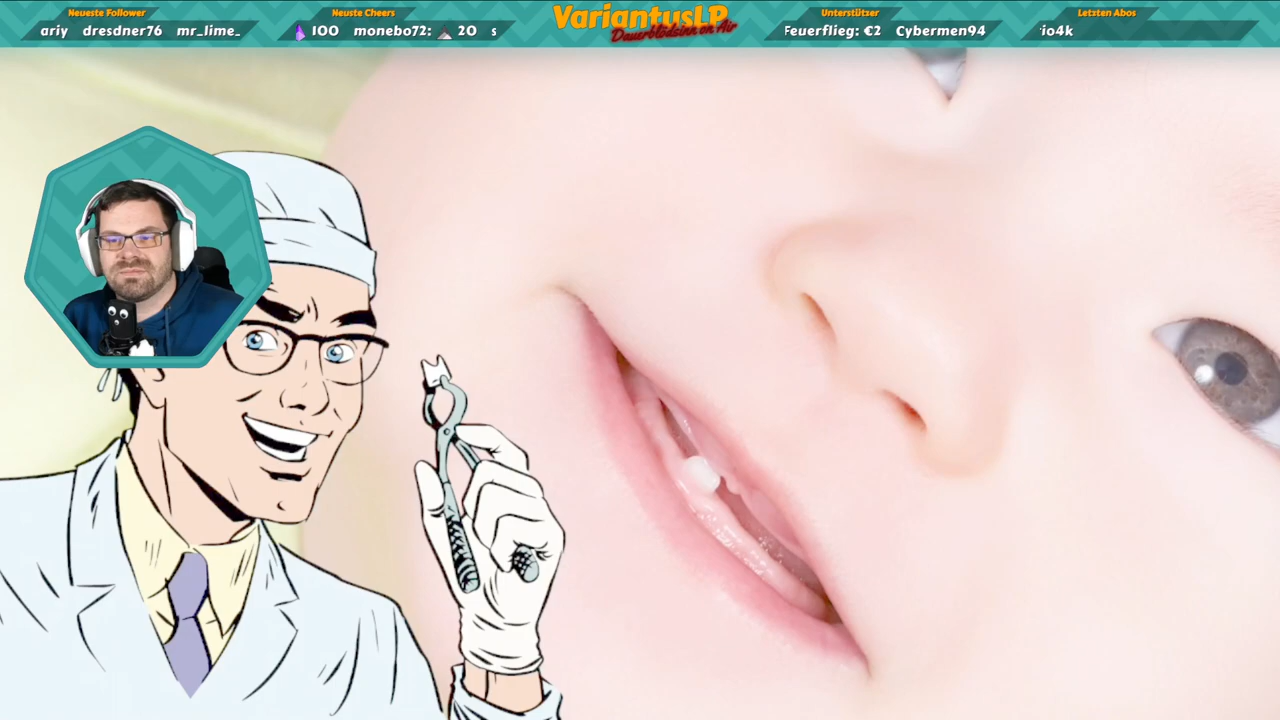 Neueste Follower
ariy dresdner76 mr_lime_
Neuste Cheers
100 monebo72: 20 s
VariantusLP
Dauerblödsinn on Air
Unterstützer
Feuerflieg: €2 Cybermen94
Letzten Abos
rio4k